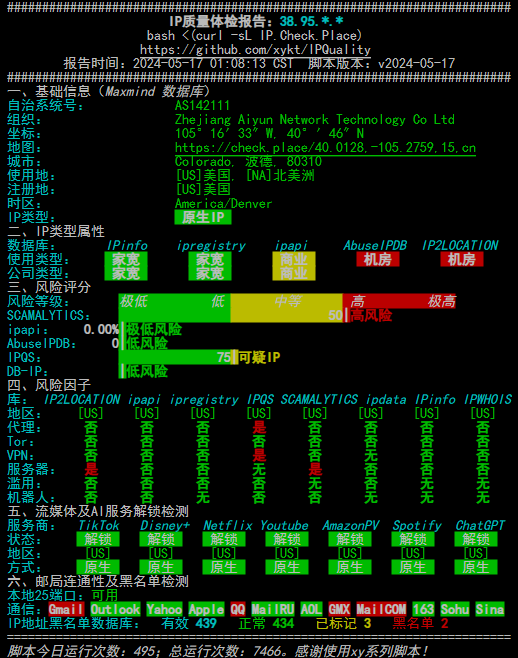 ########################################################################
IP质量体检报告：38.95.*.*
bash <(curl -sL IP.Check.Place)
https://github.com/xykt/IPQuality
报告时间：2024-05-17 01:08:13 CST  脚本版本：v2024-05-17
########################################################################
一、基础信息（Maxmind 数据库）
自治系统号： AS142111
组织： Zhejiang Aiyun Network Technology Co Ltd
坐标： 105°16′33″W, 40°′46″N
地图： https://check.place/40.0128,-105.2759,15,cn
城市： Colorado, 波德, 80310
使用地： [US]美国, [NA]北美洲
注册地： [US]美国
时区： America/Denver
IP类型： 原生IP
二、IP类型属性
数据库： IPinfo ipregistry ipapi AbuseIPDB IP2LOCATION
使用类型： 家宽 家宽 商业 机房 机房
公司类型： 家宽 家宽 商业
三、风险评分
风险等级： 极低 低 中等 高 极高
SCAMALYTICS： 50|高风险
ipapi： 0.00%|极低风险
AbuseIPDB： 0|低风险
IPQS： 75|可疑IP
DB-IP： |低风险
四、风险因子
库： IP2LOCATION ipapi ipregistry IPQS SCAMALYTICS ipdata IPinfo IPWHOIS
地区： [US] [US] [US] [US] [US] [US] [US] [US]
代理： 否 否 否 是 否 否 否 否
Tor： 否 否 否 否 否 否 否 否
VPN： 否 否 否 是 否 无 否 否
服务器： 是 否 否 无 是 否 否 否
滥用： 否 否 否 否 无 否 无 无
机器人： 否 否 无 否 否 无 无 无
五、流媒体及AI服务解锁检测
服务商： TikTok Disney+ Netflix Youtube AmazonPV Spotify ChatGPT
状态： 解锁 解锁 解锁 解锁 解锁 解锁 解锁
地区： [US] [US] [US] [US] [US] [US] [US]
方式： 原生 原生 原生 原生 原生 原生 原生
六、邮局连通性及黑名单检测
本地25端口：可用
通信：Gmail Outlook Yahoo Apple QQ MailRU AOL GMX MailCOM 163 Sohu Sina
IP地址黑名单数据库： 有效 439 正常 434 已标记 3 黑名单 2
========================================================================
脚本今日运行次数：495；总运行次数：7466。感谢使用xy系列脚本！